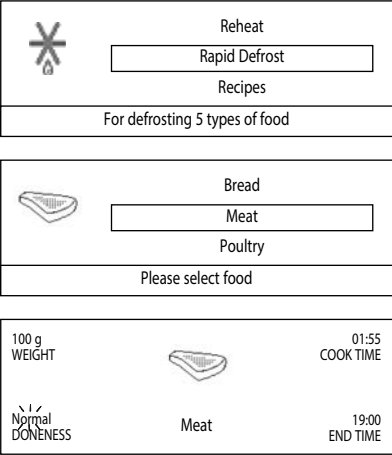 Reheat
Rapid Defrost
Recipes
For defrosting 5 types of food
Bread
Meat
Poultry
Please select food
100 g
WEIGHT
01:55
COOK TIME
Normal
DONENESS
Meat
19:00
END TIME